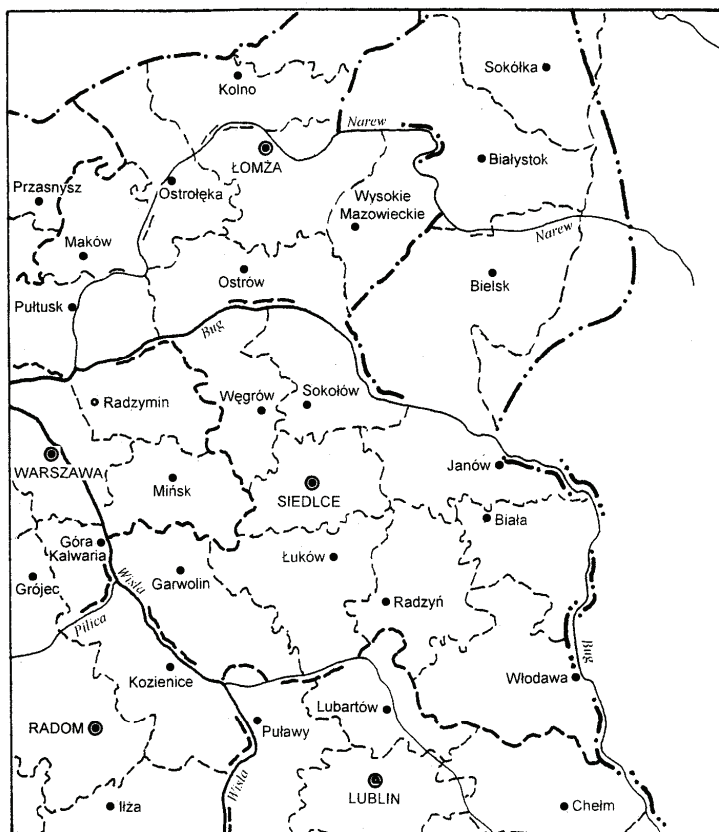 Sokółka
Kolno
Narew
Białystok
ŁOMŻA
Przasnysz
Ostrołęka
Wysokie
Mazowieckie
Narew
Maków
Ostrów
Bielsk
Pułtusk
Bug
Radzymin
Węgrów
Sokołów
WARSZAWA
Janów
Mińsk
SIEDLCE
Biała
Góra
Kalwaria
Łuków
Grójec
Wisła
Garwolin
Radzyń
Pilica
Bug
Kozienice
Włodawa
Lubartów
RADOM
Puławy
Wisła
LUBLIN
Iłża
Chełm